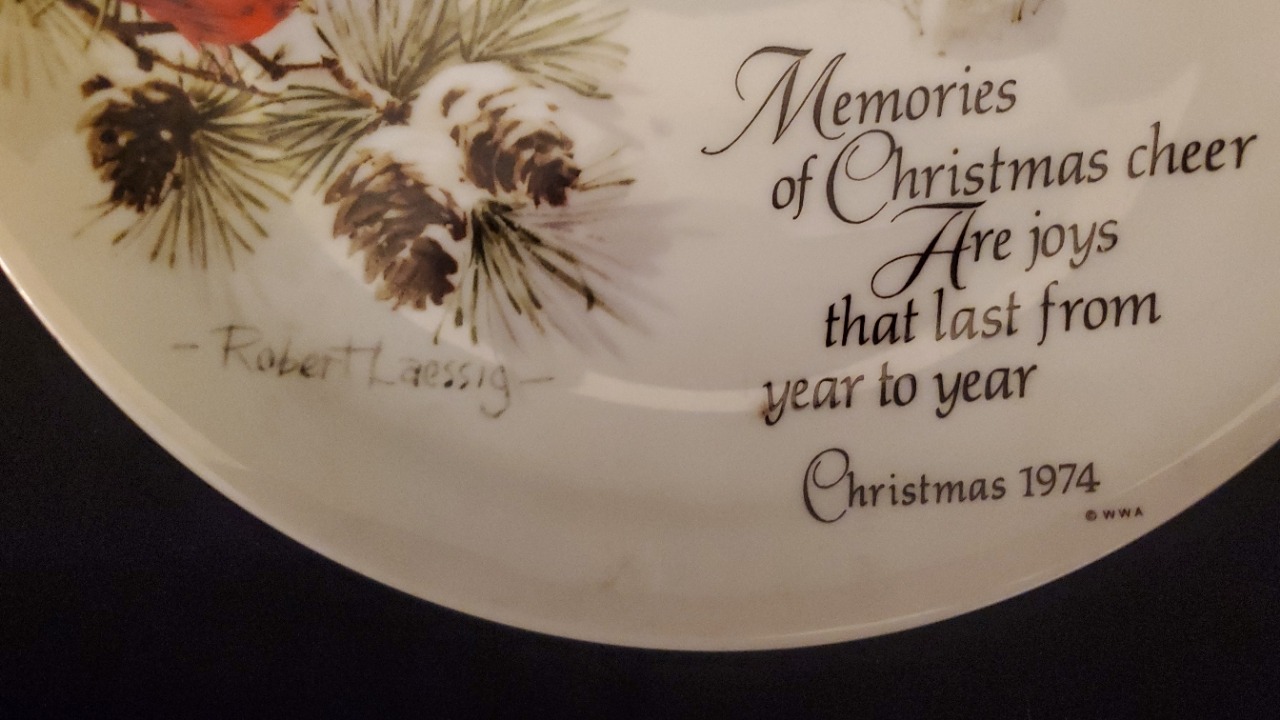 Memories
of Christmas cheer
Are joys
that last from
year to year
Christmas 1974
© WWA
- Robert Laessig -